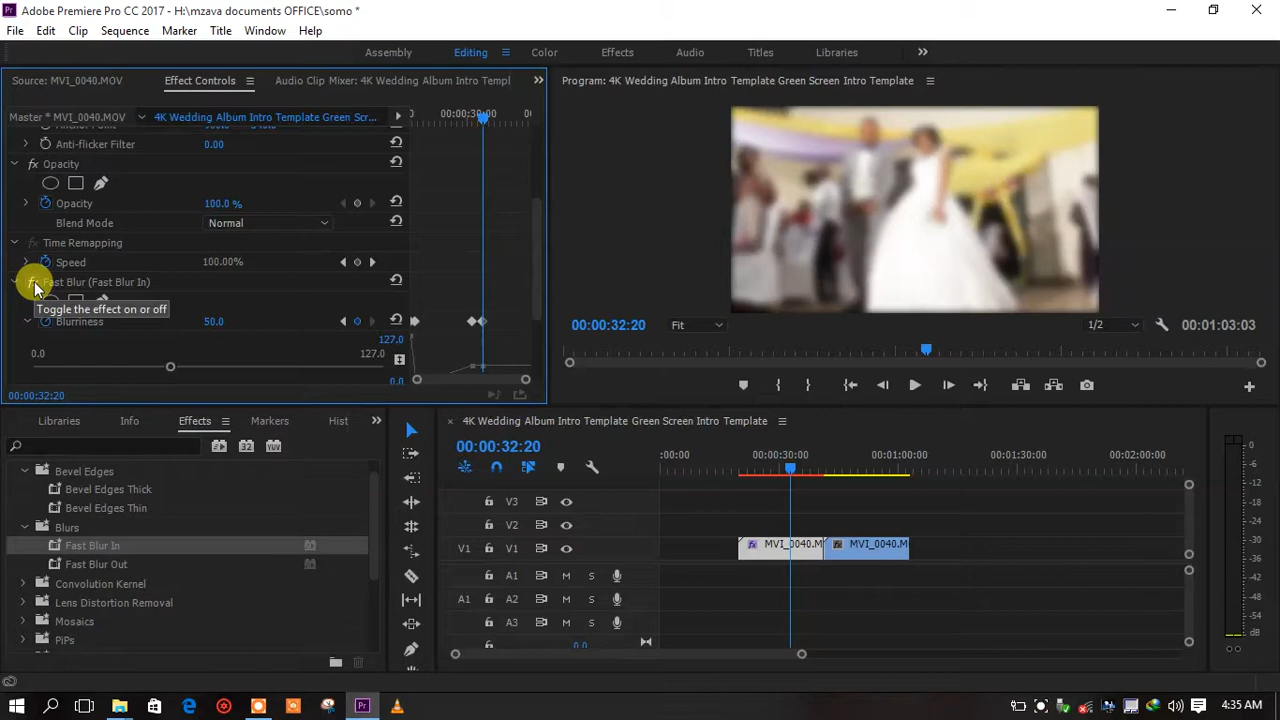 Adobe Premiere Pro CC 2017 - H:\mzava documents OFFICE\somo *
File Edit Clip Sequence Marker Title Window Help
Assembly Editing Color Effects Audio Titles Libraries
Source: MVI_0040.MOV Effect Controls Audio Clip Mixer: 4K Wedding Album Intro Templ
Program: 4K Wedding Album Intro Template Green Screen Intro Template
Master * MVI_0040.MOV 4K Wedding Album Intro Template Green Scr... 00:00:30:00
Anti-flicker Filter 0.00
fx Opacity
Opacity 100.0 %
Blend Mode Normal
fx Time Remapping
Speed 100.00%
Fast Blur (Fast Blur In)
Toggle the effect on or off
Blurriness 50.0
127.0
0.0 127.0
0.0
00:00:32:20
00:00:32:20 Fit 1/2 00:01:03:03
Libraries Info Effects Markers Hist
32 YUV
Bevel Edges
Bevel Edges Thick
Bevel Edges Thin
Blurs
Fast Blur In
Fast Blur Out
Convolution Kernel
Lens Distortion Removal
Mosaics
PiPs
× 4K Wedding Album Intro Template Green Screen Intro Template
00:00:32:20
:00:00 00:00:30:00 00:01:00:00 00:01:30:00 00:02:00:00
V3
V2
V1 V1 fx MVI_0040.M fx MVI_0040.M
A1 M S
A1 A2 M S
A3 M S
0.0
0
-6
-12
-18
-24
-30
-36
-42
-48
-54
dB
S S
Pr
4:35 AM